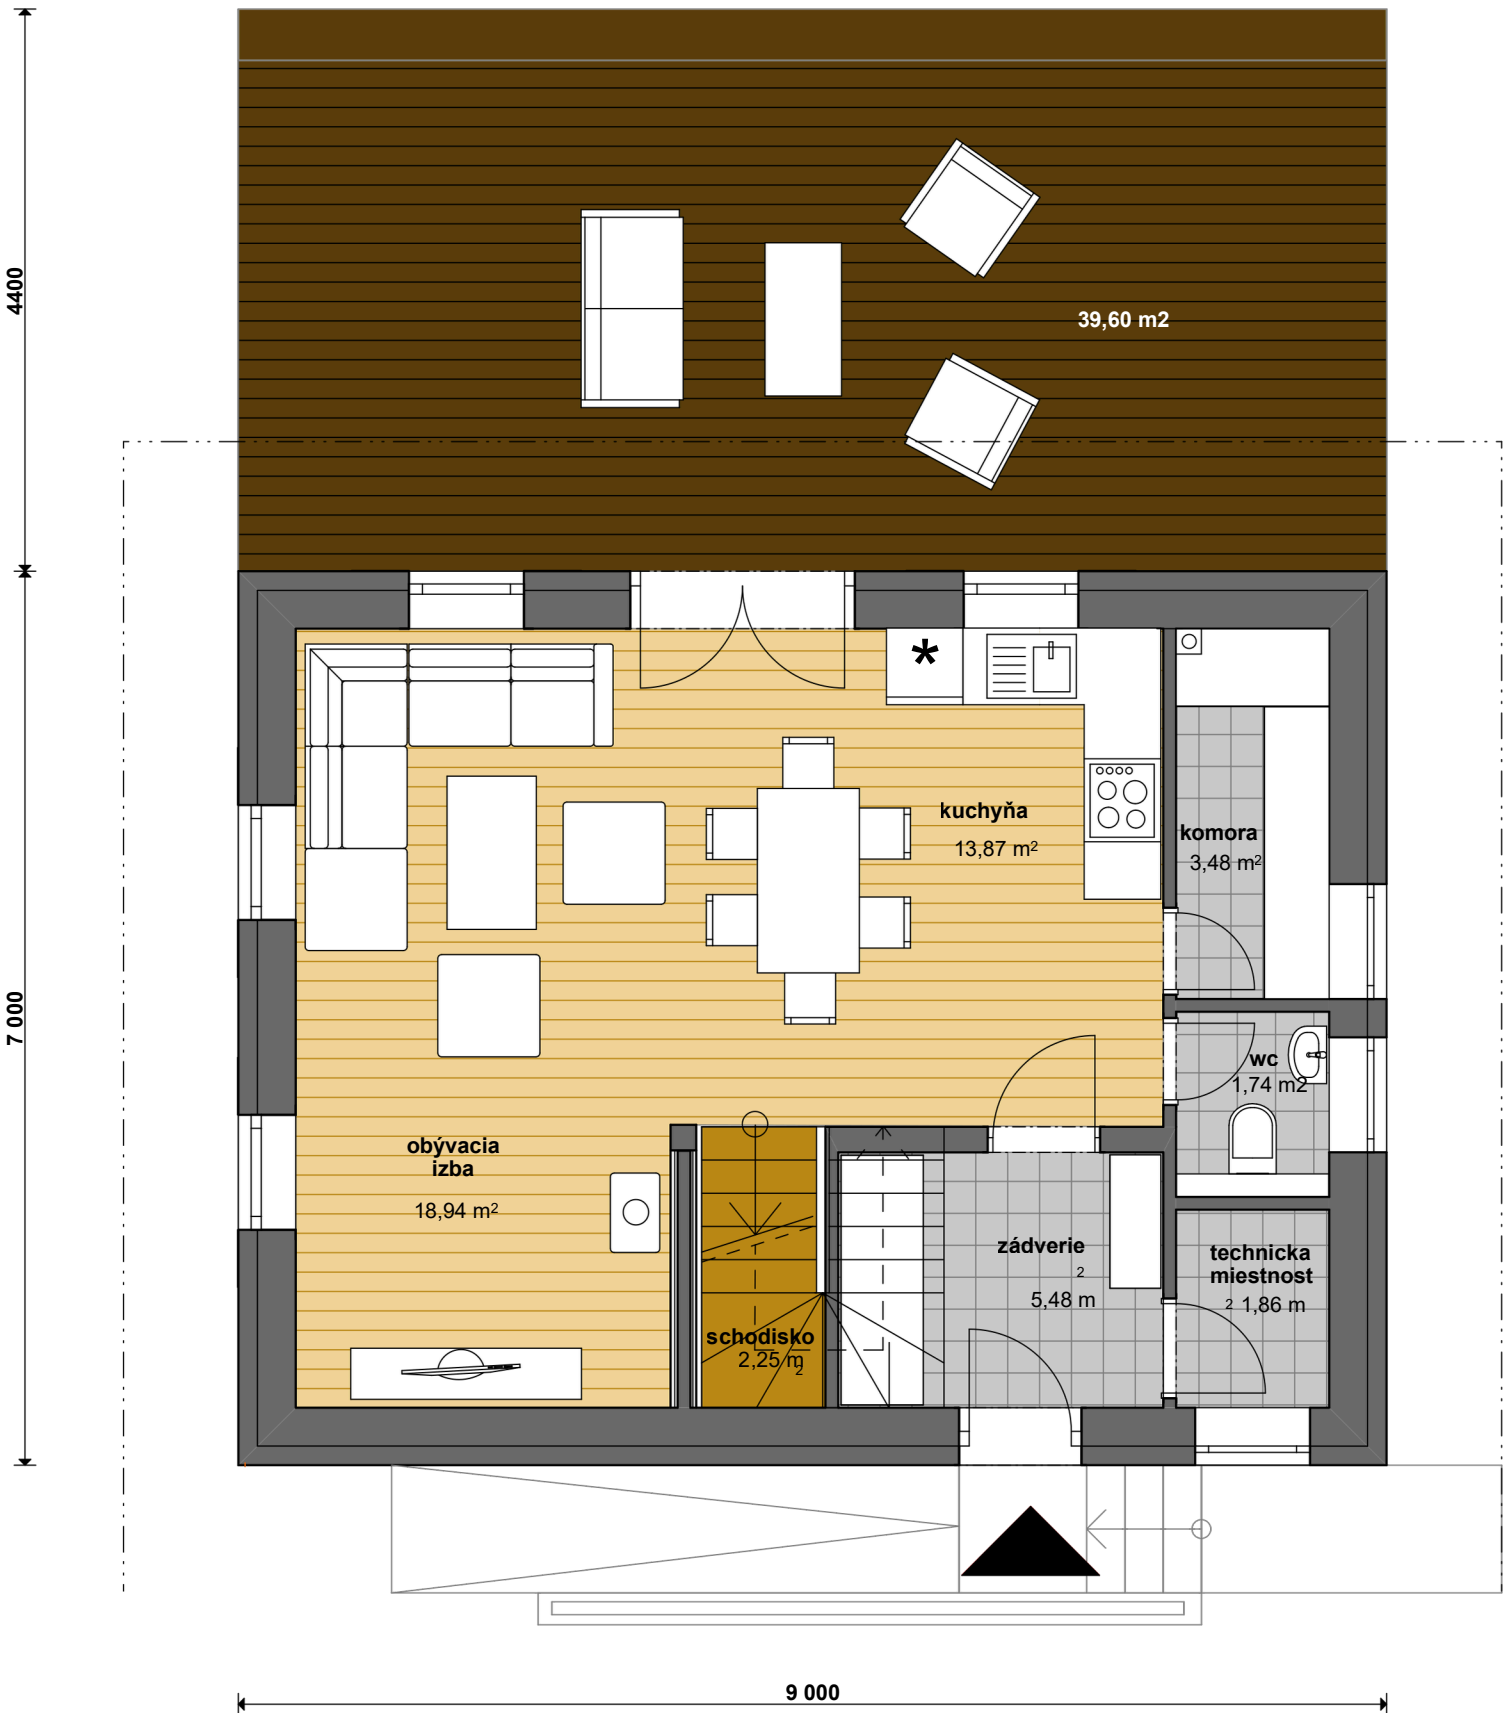 4400
39,60 m2
*
kuchyňa
13,87 m²
komora
3,48 m²
7 000
wc
1,74 m2
obývacia
izba
18,94 m²
zádverie
2
5,48 m
technicka
miestnost
2 1,86 m
schodisko
2,25 m
2
9 000